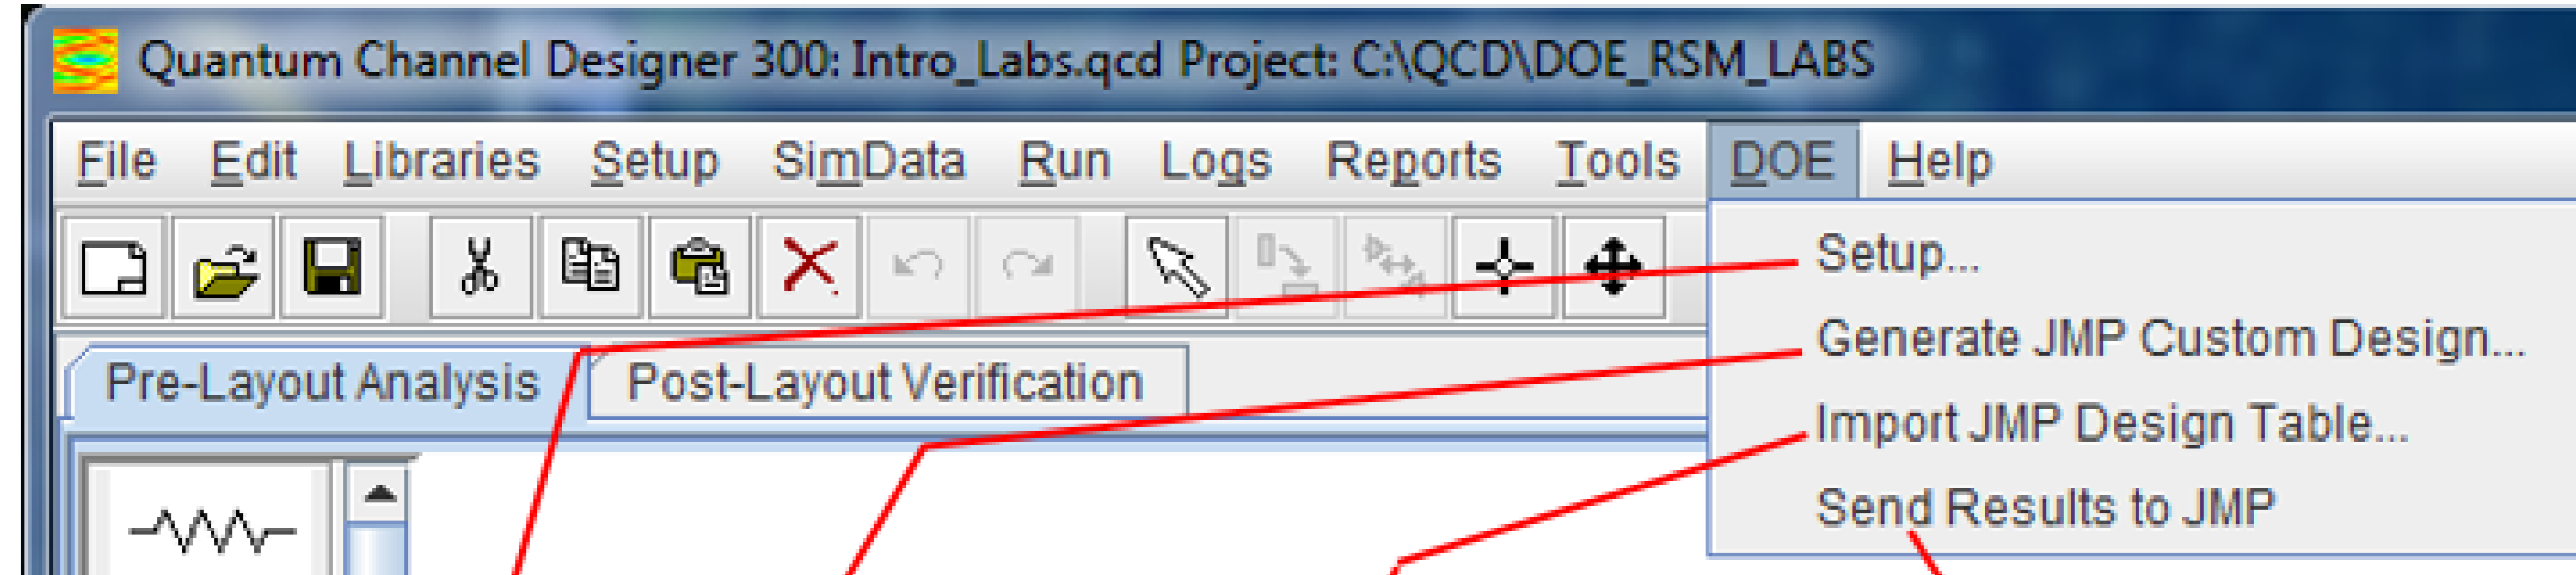 Quantum Channel Designer 300: Intro_Labs.qcd Project: C:\QCD\DOE_RSM_LABS
File Edit Libraries Setup SimData Run Logs Reports Tools DOE Help
Setup...
Generate JMP Custom Design...
Pre-Layout Analysis Post-Layout Verification
Import JMP Design Table...
Send Results to JMP